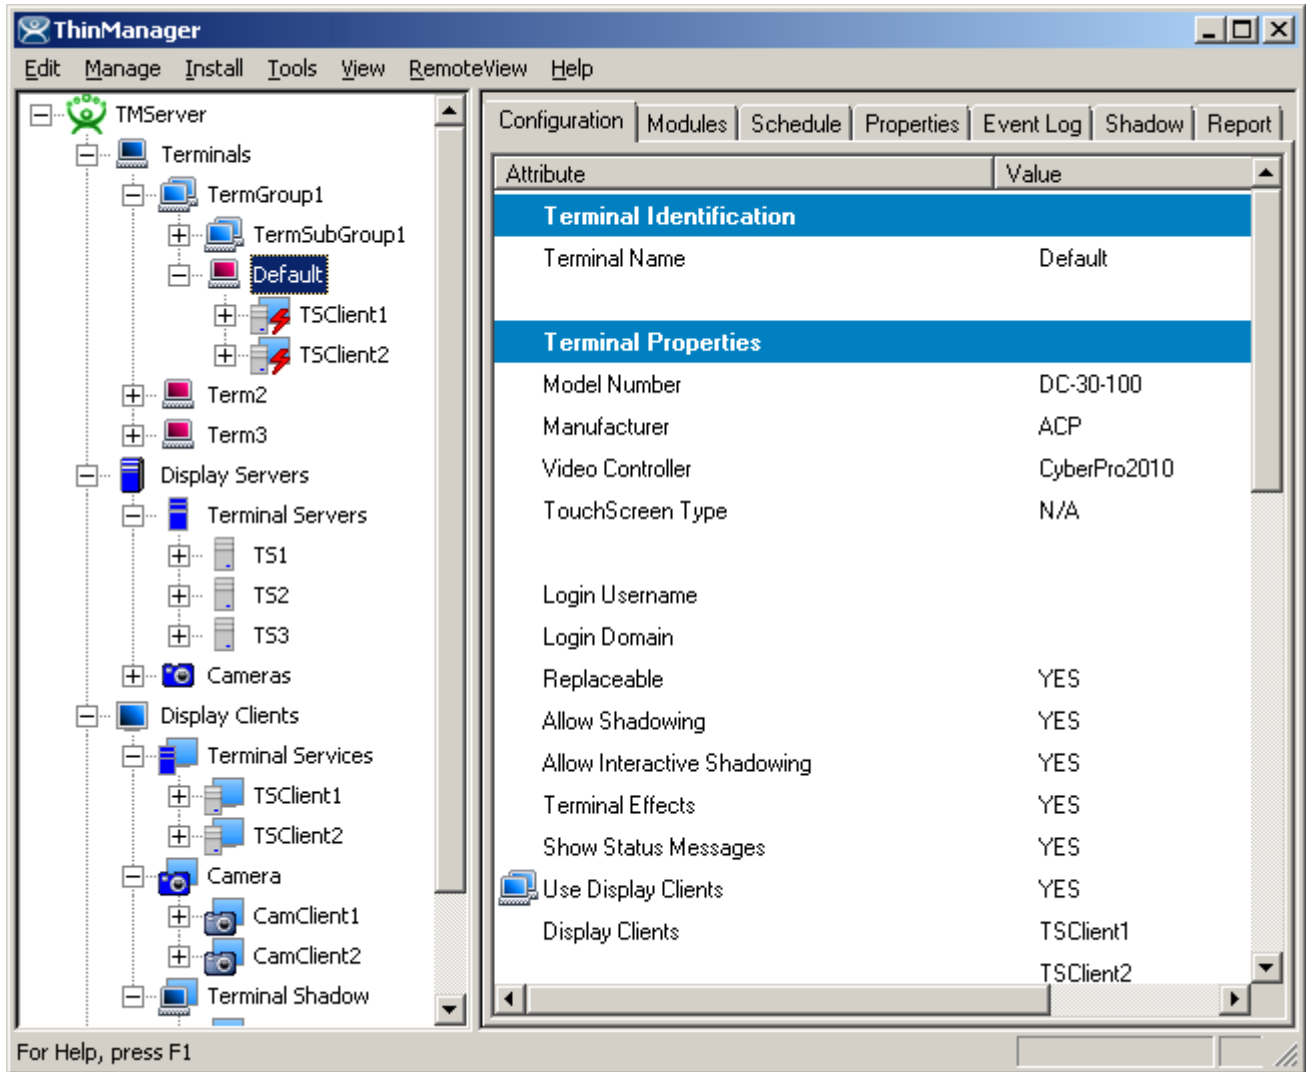 ThinManager
Edit Manage Install Tools View RemoteView Help
TMServer
Terminals
TermGroup1
TermSubGroup1
Default
TSClient1
TSClient2
Term2
Term3
Display Servers
Terminal Servers
TS1
TS2
TS3
Cameras
Display Clients
Terminal Services
TSClient1
TSClient2
Camera
CamClient1
CamClient2
Terminal Shadow
Configuration Modules Schedule Properties Event Log Shadow Report
Attribute Value
Terminal Identification
Terminal Name Default
Terminal Properties
Model Number DC-30-100
Manufacturer ACP
Video Controller CyberPro2010
TouchScreen Type N/A
Login Username
Login Domain
Replaceable YES
Allow Shadowing YES
Allow Interactive Shadowing YES
Terminal Effects YES
Show Status Messages YES
Use Display Clients YES
Display Clients TSClient1
TSClient2
For Help, press F1